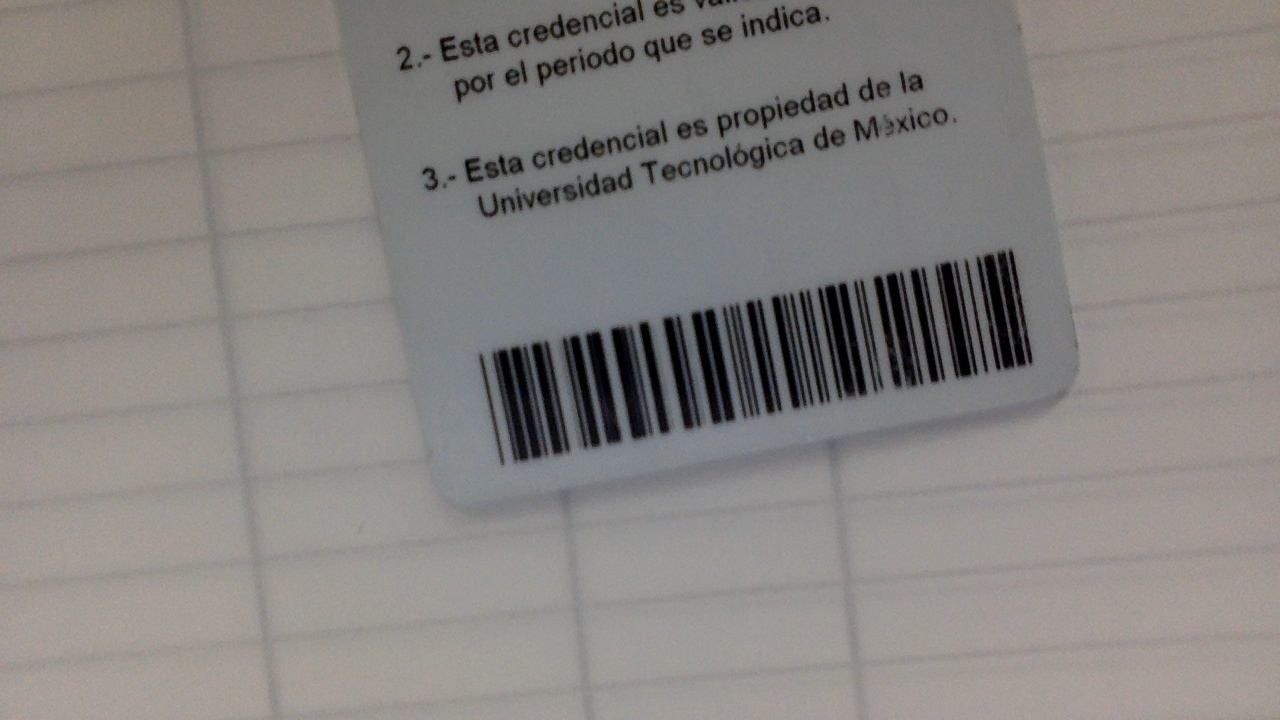 2.- Esta credencial es
por el periodo que se indica.
3.- Esta credencial es propiedad de la
Universidad Tecnológica de México.